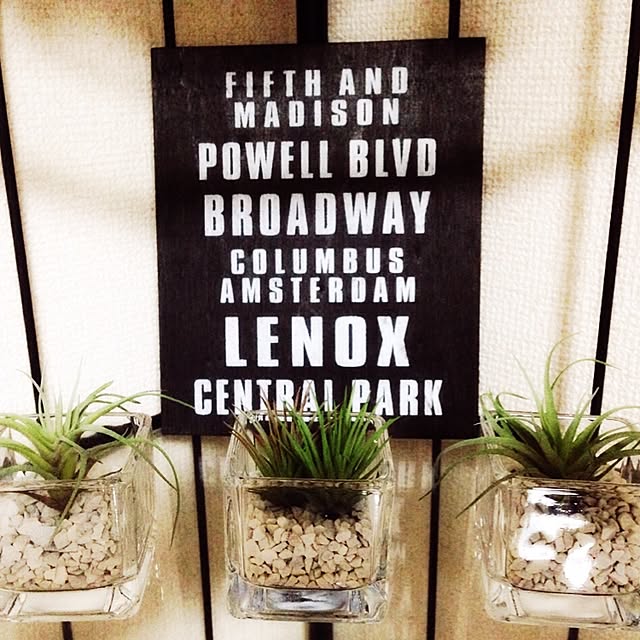 FIFTH AND
MADISON
POWELL BLVD
BROADWAY
COLUMBUS
AMSTERDAM
LENOX
CENTRAL PARK